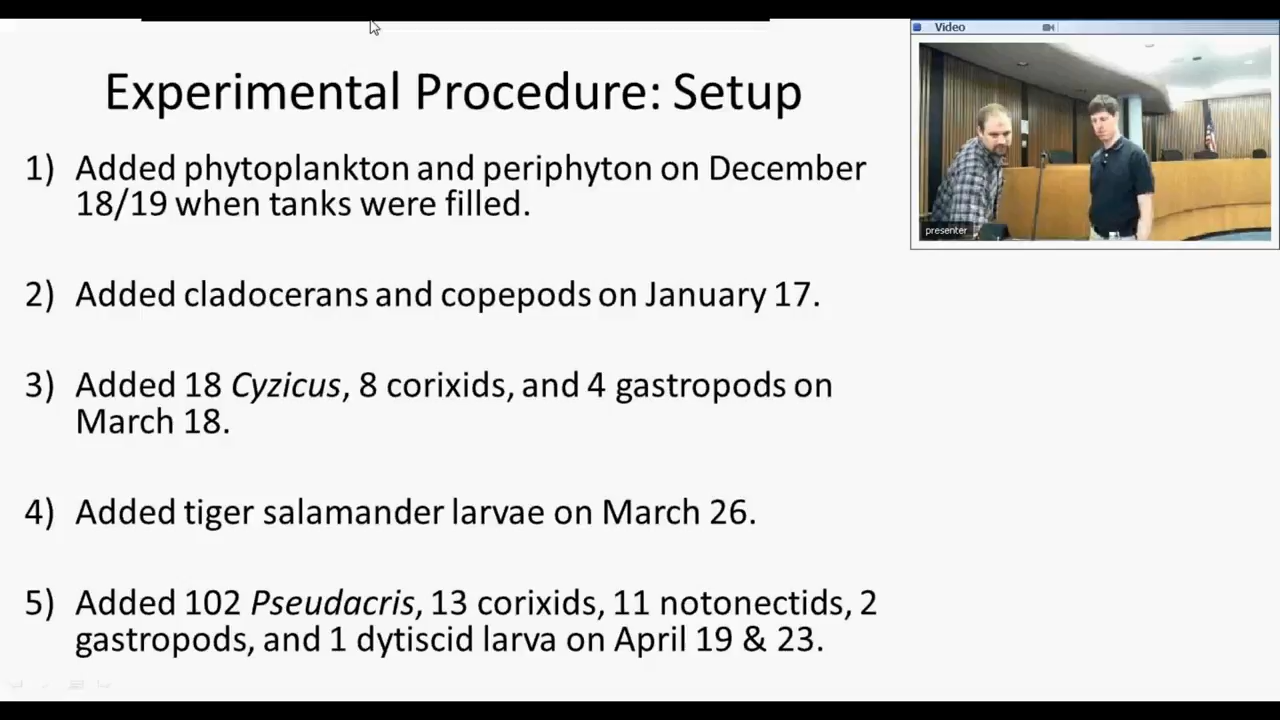 Video
Experimental Procedure: Setup
1) Added phytoplankton and periphyton on December
18/19 when tanks were filled.
presenter
2) Added cladocerans and copepods on January 17.
3) Added 18 Cyzicus, 8 corixids, and 4 gastropods on
March 18.
4) Added tiger salamander larvae on March 26.
5) Added 102 Pseudacris, 13 corixids, 11 notonectids, 2
gastropods, and 1 dytiscid larva on April 19 & 23.